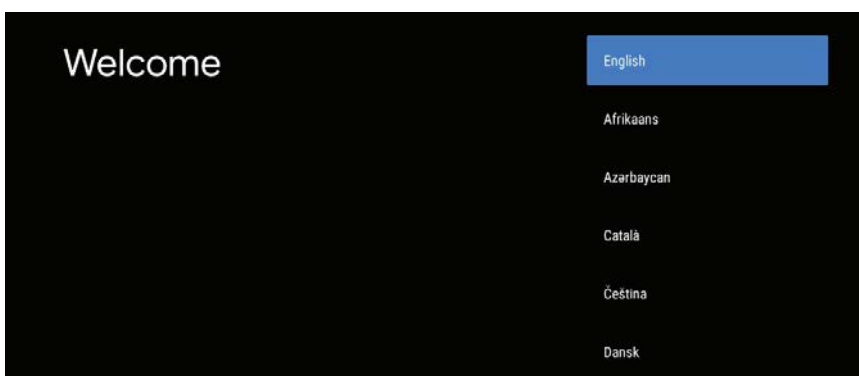 Welcome
English
Afrikaans
Azərbaycan
Català
Čeština
Dansk